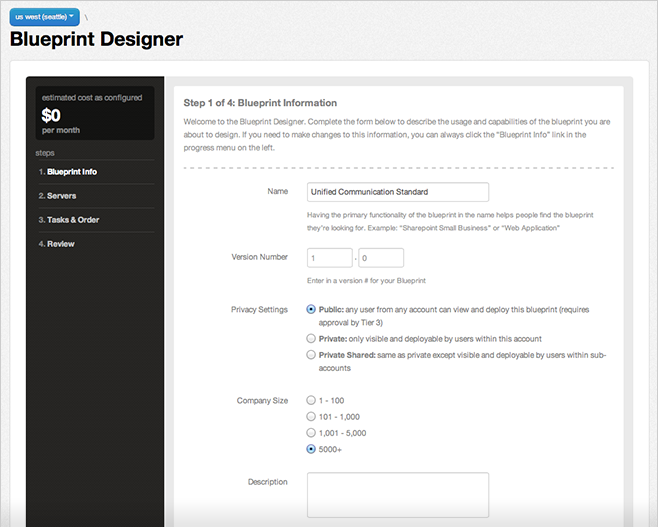 us west (seattle) \
Blueprint Designer
estimated cost as configured
$0
per month
steps
1. Blueprint Info
2. Servers
3. Tasks & Order
4. Review
Step 1 of 4: Blueprint Information
Welcome to the Blueprint Designer. Complete the form below to describe the usage and capabilities of the blueprint you are
about to design. If you need to make changes to this information, you can always click the "Blueprint Info" link in the
progress menu on the left.
Name Unified Communication Standard
Having the primary functionality of the blueprint in the name helps people find the blueprint
they're looking for. Example: "Sharepoint Small Business" or "Web Application"
Version Number 1 . 0
Enter in a version # for your Blueprint
Privacy Settings Public: any user from any account can view and deploy this blueprint (requires
approval by Tier 3)
Private: only visible and deployable by users within this account
Private Shared: same as private except visible and deployable by users within sub-
accounts
Company Size 1 - 100
101 - 1,000
1,001 - 5,000
5000+
Description